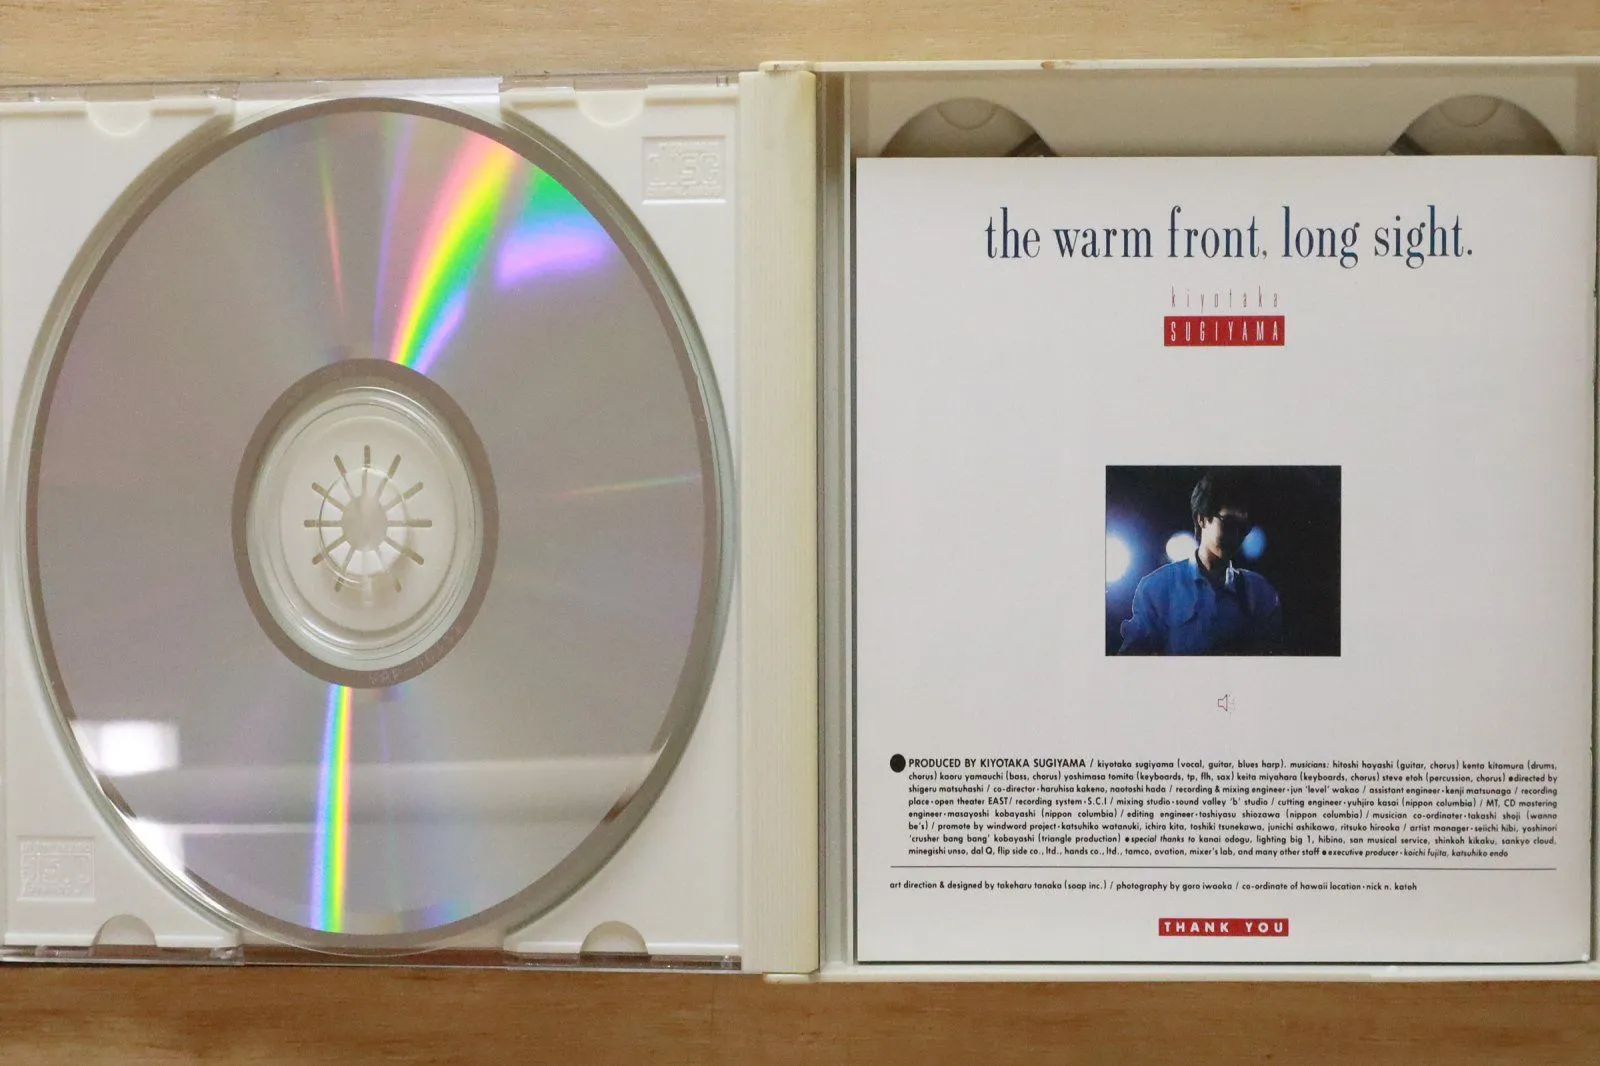 the warm front, long sight.
kiyotaka
SUGIYAMA
PRODUCED BY KIYOTAKA SUGIYAMA / kiyotaka sugiyama (vocal, guitar, blues harp). musicians: hitoshi hayashi (guitar, chorus) kenta kitamura (drums,
chorus) kaoru yamauchi (bass, chorus) yoshimasa tomita (keyboards, tp, flh, sax) keita miyahara (keyboards, chorus) steve etoh (percussion, chorus) ●directed by
shigeru matsuhashi / co-director・haruhisa kakeno, naotoshi hada / recording & mixing engineer・jun 'level' wakao / assistant engineer・kenji matsunaga / recording
place・open theater EAST/ recording system・S.C.I / mixing studio・sound valley 'b' studio / cutting engineer・yuhjiro kasai (nippon columbia) / MT, CD mastering
engineer・masayoshi kobayashi (nippon columbia) / editing engineer・toshiyasu shiozawa (nippon columbia) / musician co-ordinator・takashi shoji (wanna
be's) / promote by windword project・katsuhiko watanuki, ichiro kita, toshiki tsunekawa, junichi ashikawa, ritsuko hirooka / artist manager・seiichi hibi, yoshinori
'crusher bang bang' kobayashi (triangle production) ●special thanks to kanai odogu, lighting big 1, hibino, san musical service, shinkoh kikaku, sankyo cloud,
minegishi unso, dal Q, flip side co., ltd., hands co., ltd., tamco, ovation, mixer's lab, and many other staff ●executive producer・koichi fujita, katsuhiko endo
art direction & designed by takeharu tanaka (soap inc.) / photography by goro iwaoka / co-ordinate of hawaii location・nick n. katoh
THANK YOU